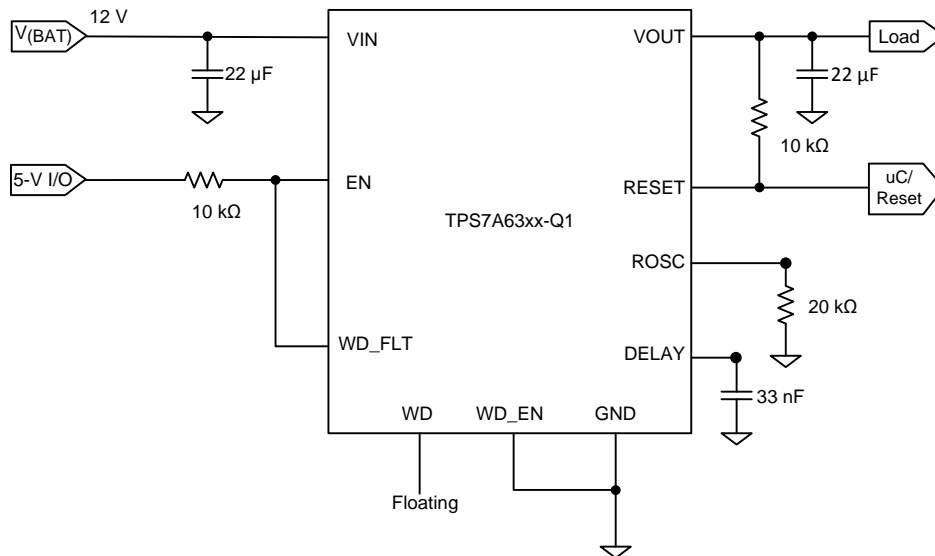 12 V
V(BAT)
VIN
VOUT
Load
22 µF
22 µF
10 kΩ
5-V I/O
EN
RESET
uC/
Reset
10 kΩ
TPS7A63xx-Q1
ROSC
20 kΩ
WD_FLT
DELAY
33 nF
WD
WD_EN
GND
Floating